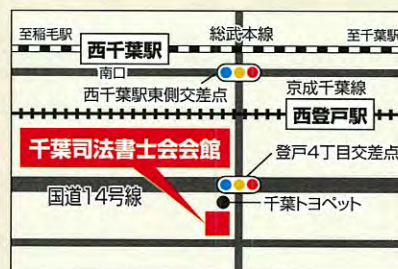 至稲毛駅
総武本線
至千葉駅
西千葉駅
南口
西千葉駅東側交差点
京成千葉線
西登戸駅
千葉司法書士会会館
登戸4丁目交差点
国道14号線
千葉トヨペット